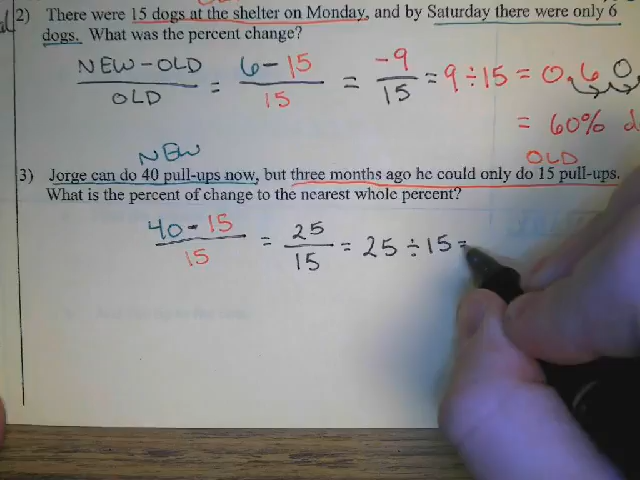 2) There were 15 dogs at the shelter on Monday, and by Saturday there were only 6
dogs. What was the percent change?
NEW - OLD / OLD = 6 - 15 / 15 = -9 / 15 = 9 ÷ 15 = 0.60
= 60% d
NEW OLD
3) Jorge can do 40 pull-ups now, but three months ago he could only do 15 pull-ups.
What is the percent of change to the nearest whole percent?
40 - 15 / 15 = 25 / 15 = 25 ÷ 15 =